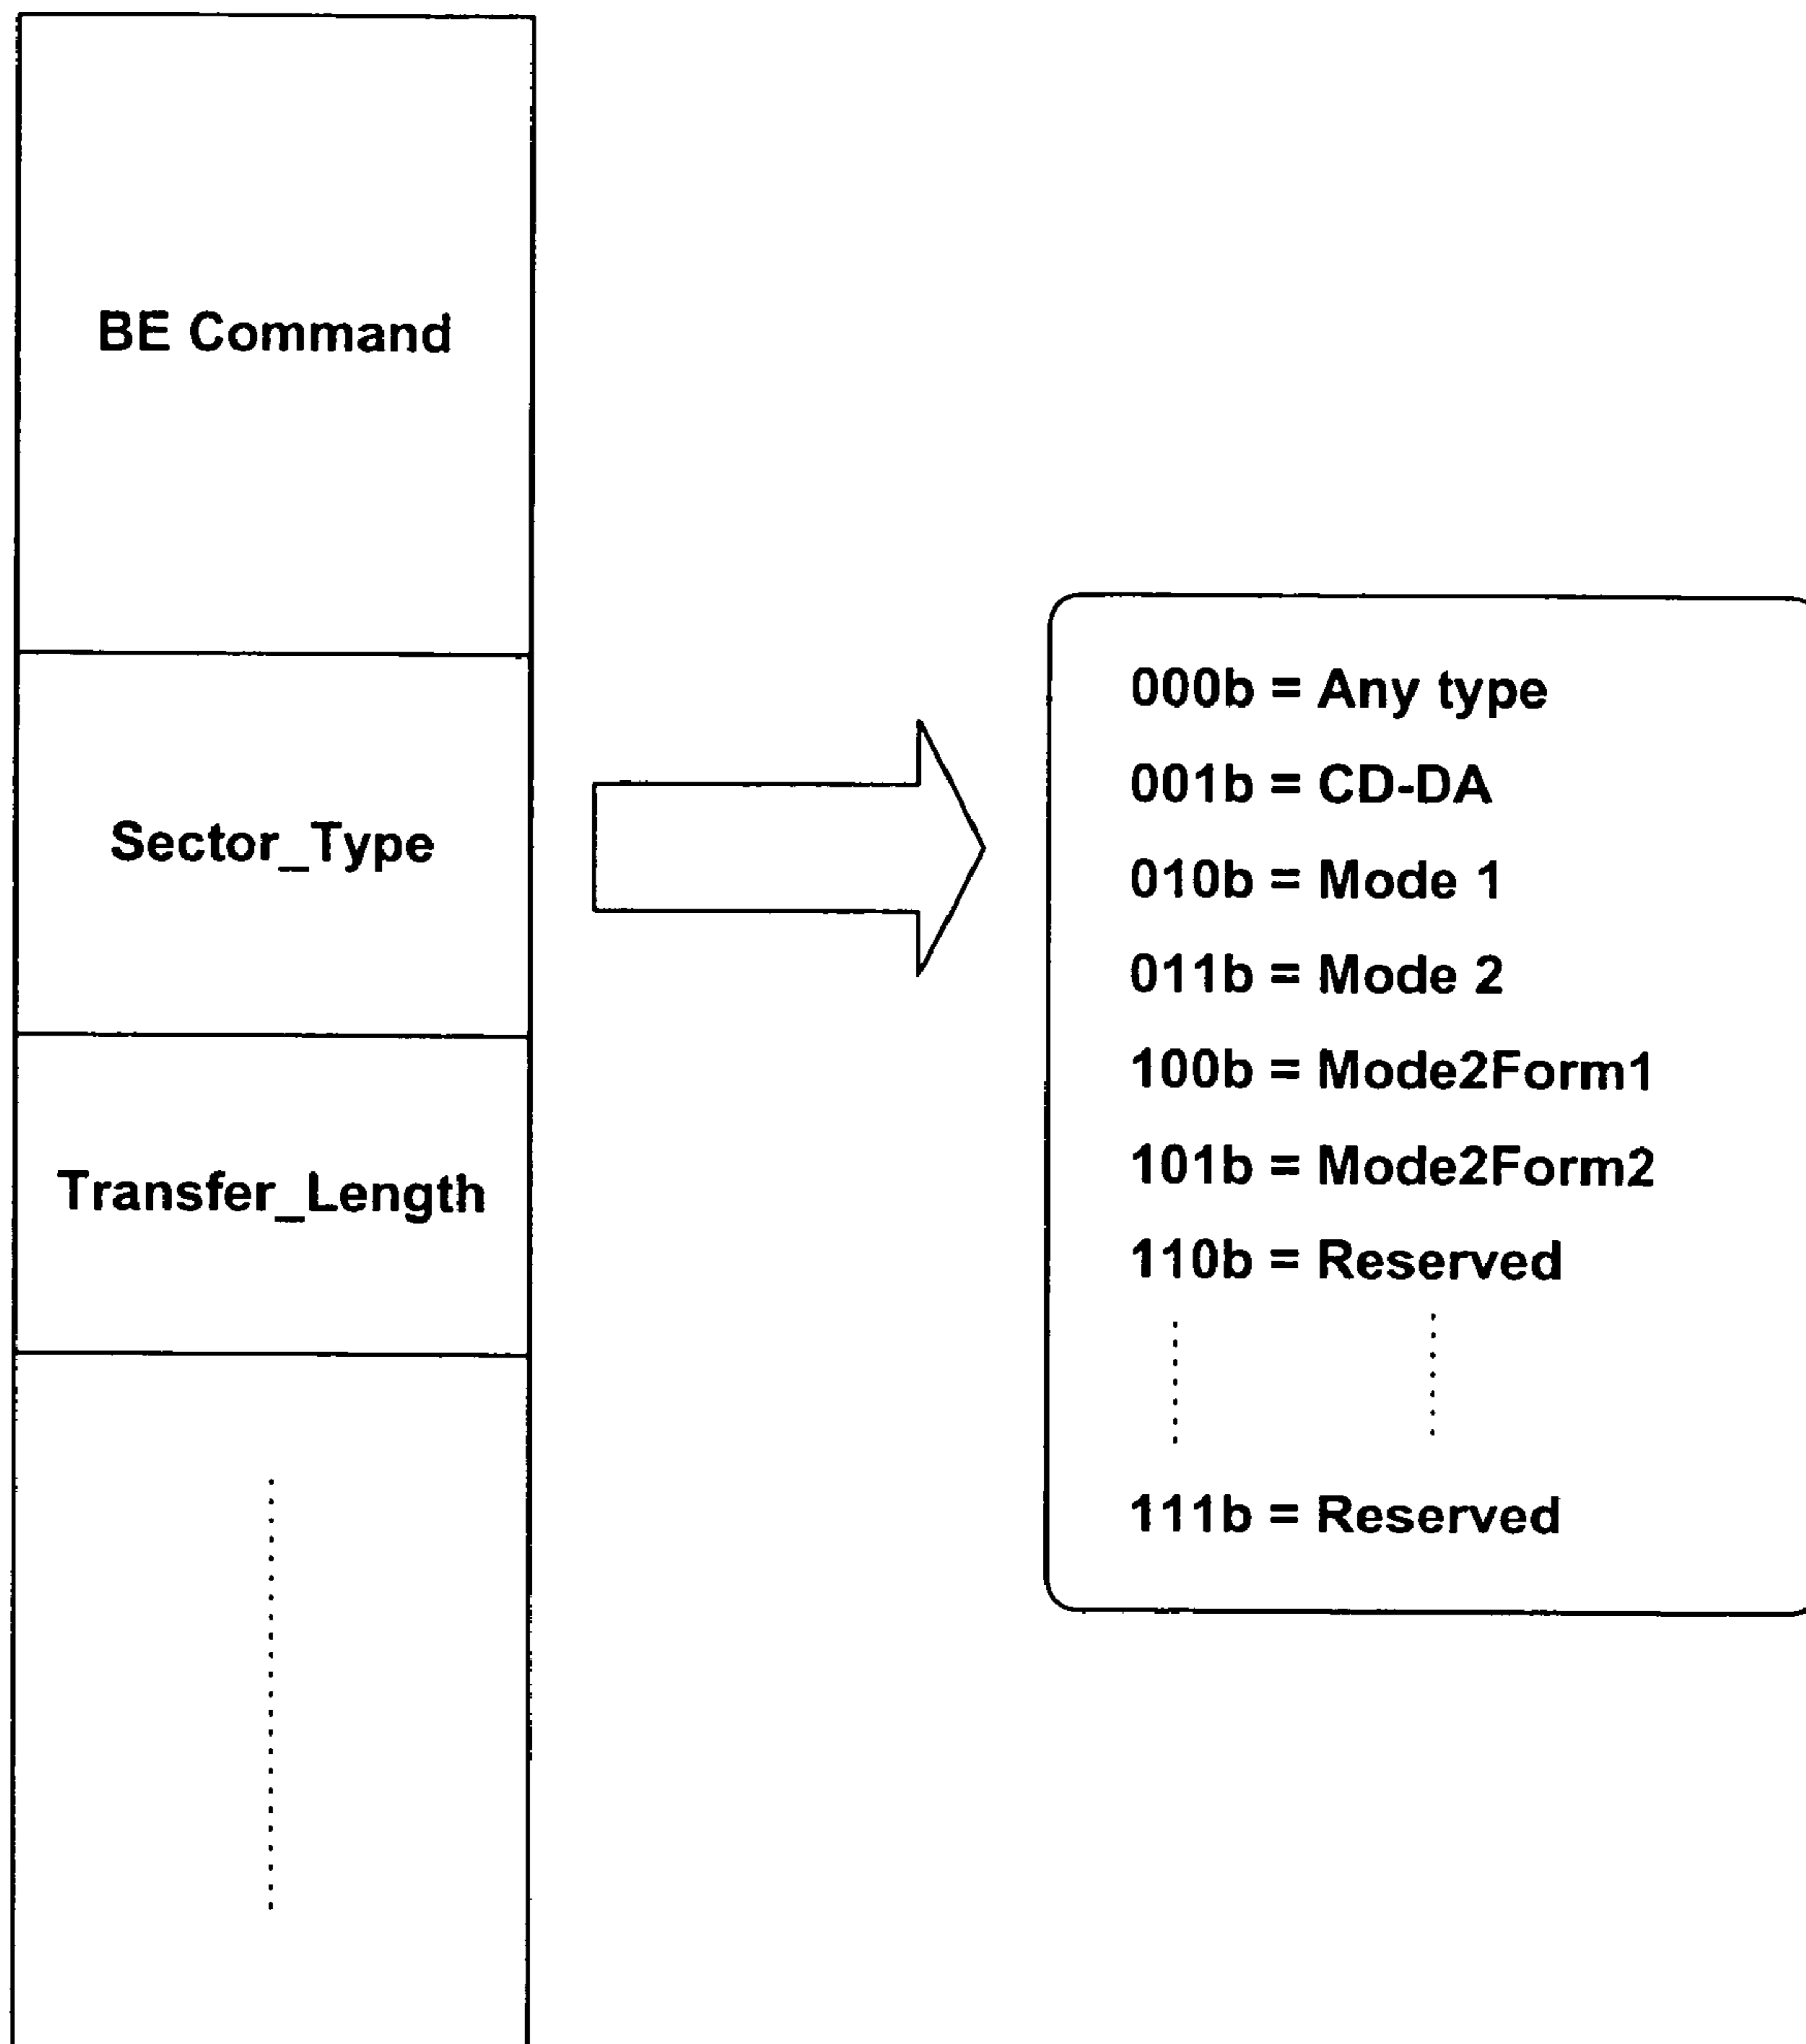 BE Command
Sector_Type
Transfer_Length
000b = Any type
001b = CD-DA
010b = Mode 1
011b = Mode 2
100b = Mode2Form1
101b = Mode2Form2
110b = Reserved
111b = Reserved